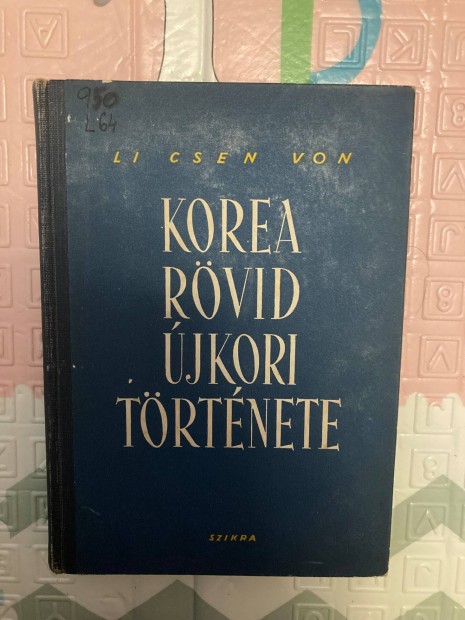 950
L64
LI CSEN VON
KOREA
RÖVID
ÚJKORI
TÖRTÉNETE
SZIKRA